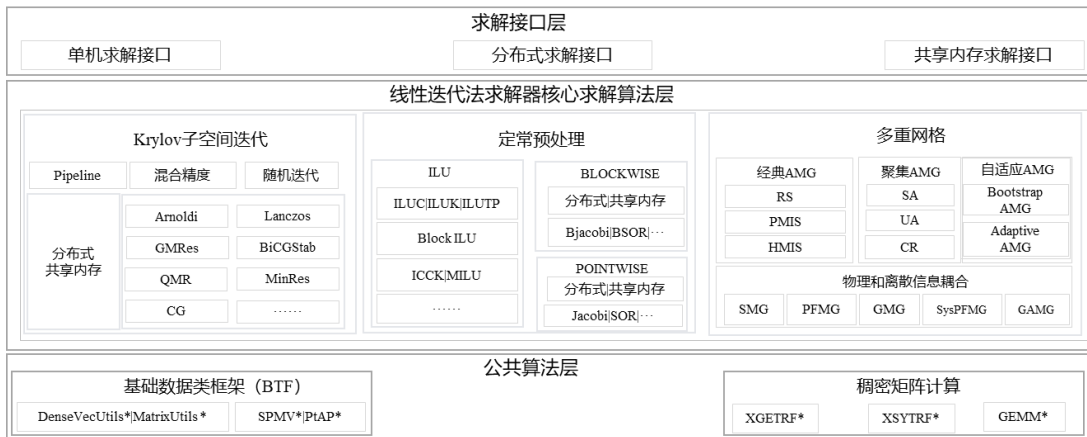 求解接口层
单机求解接口
分布式求解接口
共享内存求解接口
线性迭代法求解器核心求解算法层
Krylov子空间迭代
Pipeline
混合精度
随机迭代
分布式
共享内存
Arnoldi
Lanczos
GMRes
BiCGStab
QMR
MinRes
CG
······
定常预处理
ILU
ILUC|ILUK|ILUTP
Block ILU
ICCK|MILU
······
BLOCKWISE
分布式|共享内存
Bjacobi|BSOR|···
POINTWISE
分布式|共享内存
Jacobi|SOR|···
多重网格
经典AMG
RS
PMIS
HMIS
聚集AMG
SA
UA
CR
自适应AMG
Bootstrap
AMG
Adaptive
AMG
物理和离散信息耦合
SMG
PFMG
GMG
SysPFMG
GAMG
公共算法层
基础数据类框架（BTF）
DenseVecUtils*|MatrixUtils*
SPMV*|PtAP*
稠密矩阵计算
XGETRF*
XSYTRF*
GEMM*